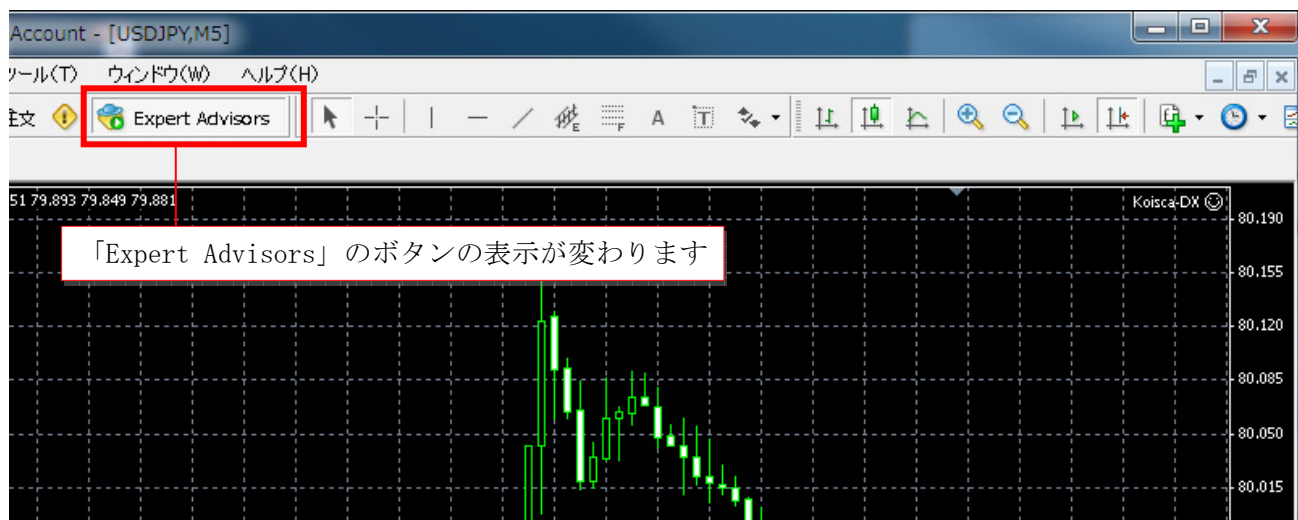 Account - [USDJPY,M5]
ツール(T) ウィンドウ(W) ヘルプ(H)
注文 Expert Advisors E F A T
51 79.893 79.849 79.881 Koisca-DX ☺
80.190
「Expert Advisors」のボタンの表示が変わります
80.155
80.120
80.085
80.050
80.015